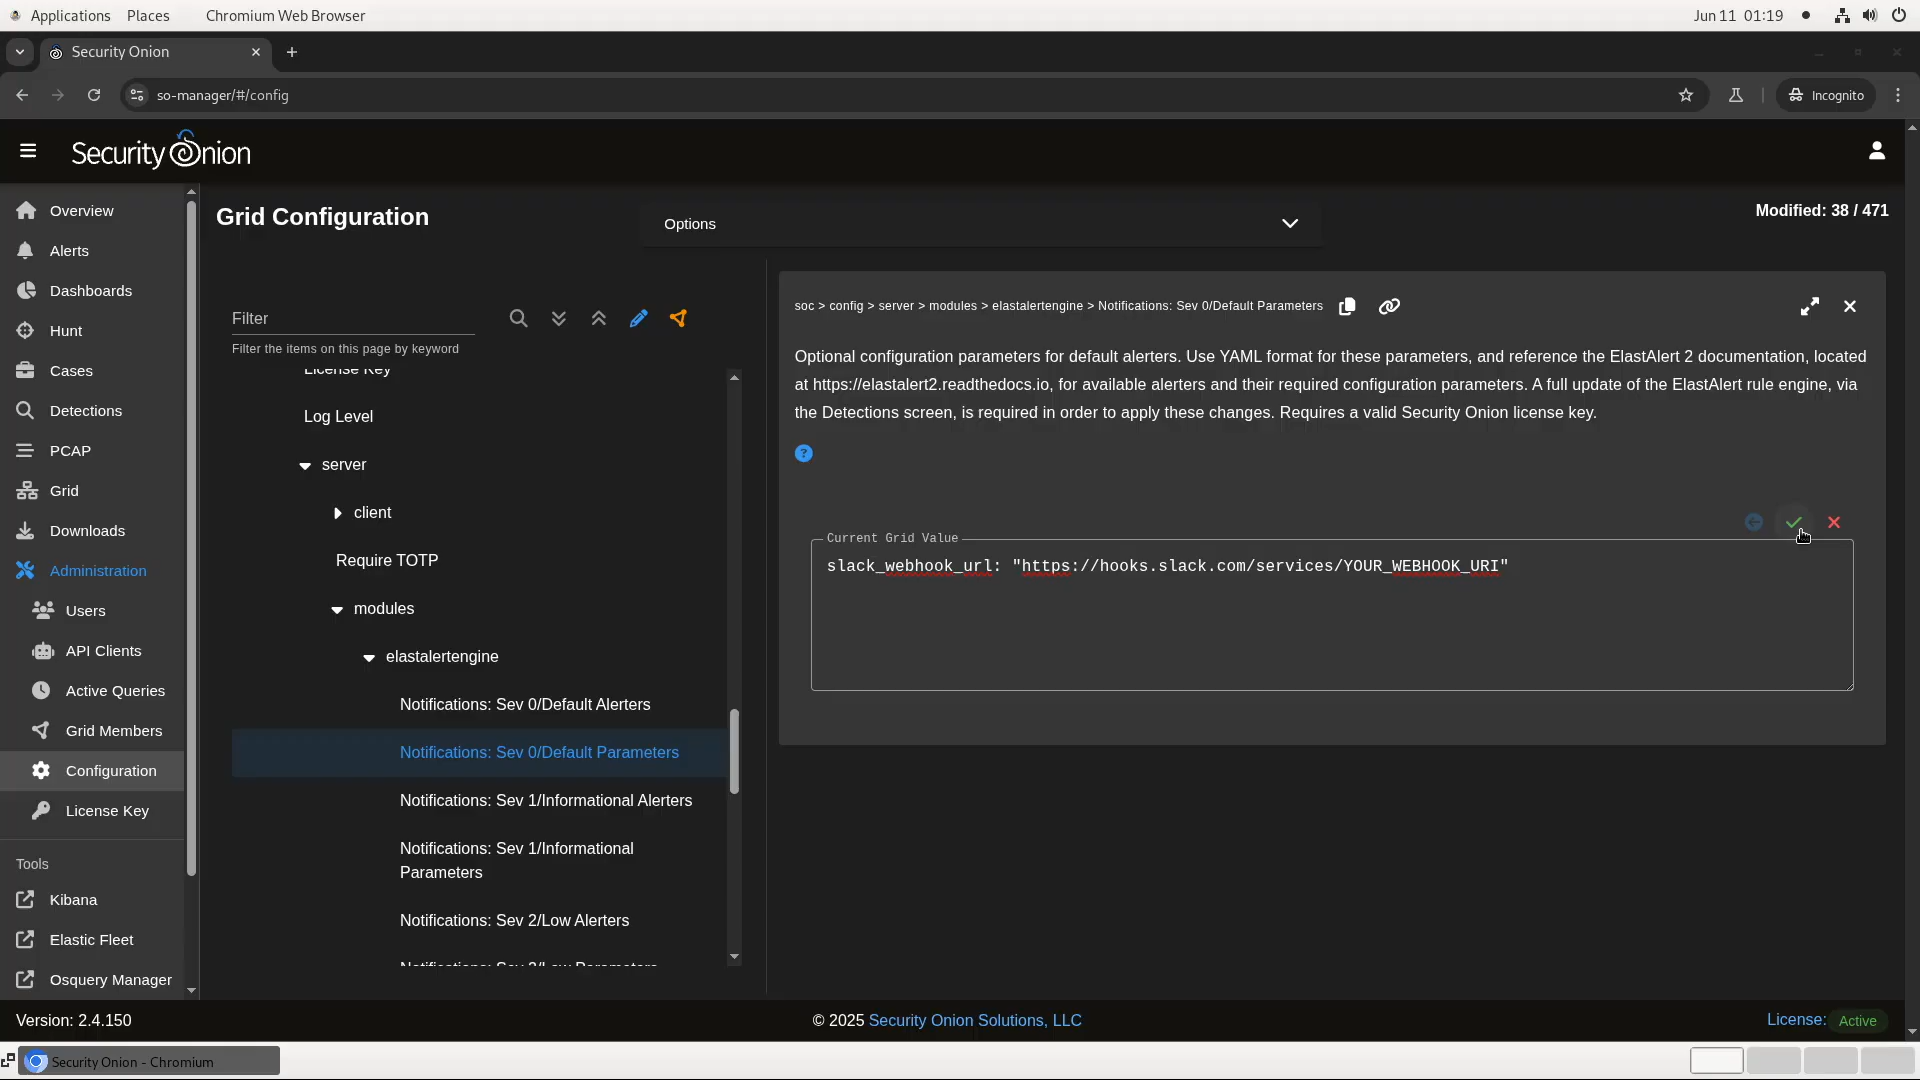 Applications Places Chromium Web Browser Jun 11 01:19
Security Onion
so-manager/#/config Incognito
Security Onion
Overview
Alerts
Dashboards
Hunt
Cases
Detections
PCAP
Grid
Downloads
Administration
Users
API Clients
Active Queries
Grid Members
Configuration
License Key
Tools
Kibana
Elastic Fleet
Osquery Manager
Grid Configuration
Options
Modified: 38 / 471
Filter
Filter the items on this page by keyword
License Key
Log Level
server
client
Require TOTP
modules
elastalertengine
Notifications: Sev 0/Default Alerters
Notifications: Sev 0/Default Parameters
Notifications: Sev 1/Informational Alerters
Notifications: Sev 1/Informational
Parameters
Notifications: Sev 2/Low Alerters
Notifications: Sev 2/Low Parameters
soc > config > server > modules > elastalertengine > Notifications: Sev 0/Default Parameters
Optional configuration parameters for default alerters. Use YAML format for these parameters, and reference the ElastAlert 2 documentation, located
at https://elastalert2.readthedocs.io, for available alerters and their required configuration parameters. A full update of the ElastAlert rule engine, via
the Detections screen, is required in order to apply these changes. Requires a valid Security Onion license key.
?
Current Grid Value
slack_webhook_url: "https://hooks.slack.com/services/YOUR_WEBHOOK_URI"
Version: 2.4.150
© 2025 Security Onion Solutions, LLC
License: Active
Security Onion - Chromium